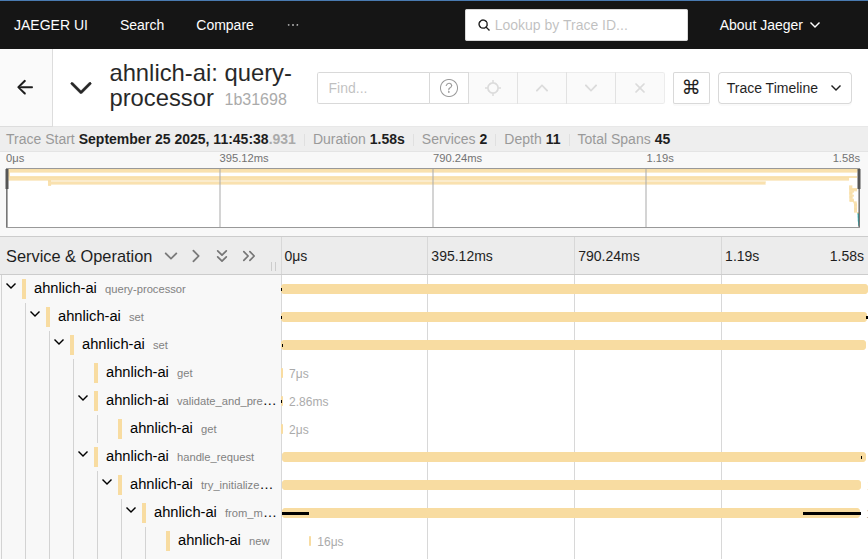 JAEGER UI Search Compare ··· Lookup by Trace ID... About Jaeger
ahnlich-ai: query-
processor 1b31698 Find... ? ⌘ Trace Timeline
Trace Start September 25 2025, 11:45:38.931 Duration 1.58s Services 2 Depth 11 Total Spans 45
0μs 395.12ms 790.24ms 1.19s 1.58s
Service & Operation 0μs 395.12ms 790.24ms 1.19s 1.58s
ahnlich-ai query-processor
ahnlich-ai set
ahnlich-ai set
ahnlich-ai get 7μs
ahnlich-ai validate_and_pre… 2.86ms
ahnlich-ai get 2μs
ahnlich-ai handle_request
ahnlich-ai try_initialize…
ahnlich-ai from_m…
ahnlich-ai new 16μs